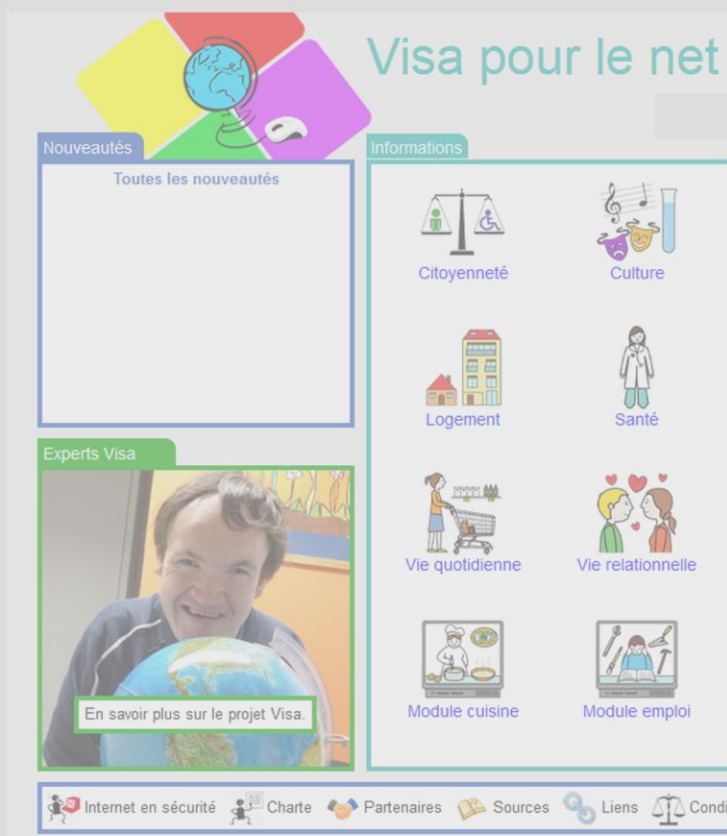 Visa pour le net
Nouveautés
Toutes les nouveautés
Informations
Citoyenneté
Culture
Logement
Santé
Experts Visa
Vie quotidienne
Vie relationnelle
En savoir plus sur le projet Visa.
Module cuisine
Module emploi
Internet en sécurité Charte Partenaires Sources Liens Condi